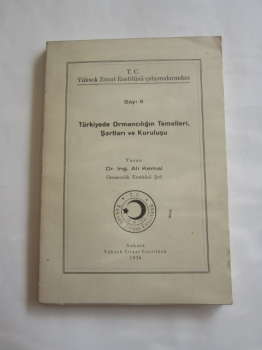 T. C.
Yüksek Ziraat Enstitüsü çalışmalarından
Sayı
Türkiyede Ormancılığın Temelleri,
Şartları ve Kuruluşu
Yazan
Dr. Ing. Ali Kemal
Ormancılık Enstitüsü Şefi
T. C.
Ankara
Yüksek Ziraat Enstitüsü
1936